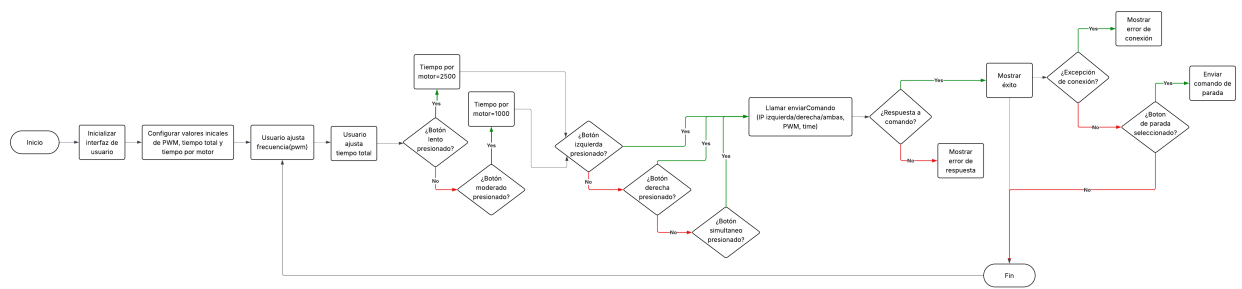 Inicio
Inicializar
interfaz de
usuario
Configurar valores inicales
de PWM, tiempo total y
tiempo por motor
Usuario ajusta
frecuencia(pwm)
Usuario
ajusta
tiempo total
¿Botón
lento
presionado?
Yes
Tiempo por
motor=2500
No
¿Botón
moderado
presionado?
Yes
Tiempo por
motor=1000
¿Botón
izquierda
presionado?
Yes
No
¿Botón
derecha
presionado?
Yes
No
¿Botón
simultaneo
presionado?
Yes
Llamar enviarComando
(IP izquierda/derecha/ambas,
PWM, time)
¿Respuesta a
comando?
Yes
No
Mostrar
error de
respuesta
Mostrar
éxito
¿Excepción
de conexión?
Yes
Mostrar
error de
conexión
No
Boton
de parada
seleccionado?
Yes
Enviar
comando de
parada
No
Fin